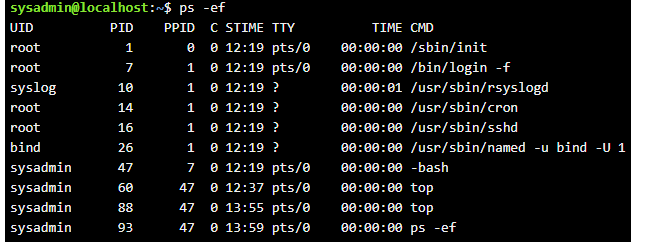 sysadmin@localhost:~$ ps -ef
UID        PID  PPID  C STIME TTY          TIME CMD
root         1     0  0 12:19 pts/0    00:00:00 /sbin/init
root         7     1  0 12:19 pts/0    00:00:00 /bin/login -f
syslog      10     1  0 12:19 ?        00:00:01 /usr/sbin/rsyslogd
root        14     1  0 12:19 ?        00:00:00 /usr/sbin/cron
root        16     1  0 12:19 ?        00:00:00 /usr/sbin/sshd
bind        26     1  0 12:19 ?        00:00:00 /usr/sbin/named -u bind -U 1
sysadmin    47     7  0 12:19 pts/0    00:00:00 -bash
sysadmin    60    47  0 12:37 pts/0    00:00:00 top
sysadmin    88    47  0 13:55 pts/0    00:00:00 top
sysadmin    93    47  0 13:59 pts/0    00:00:00 ps -ef